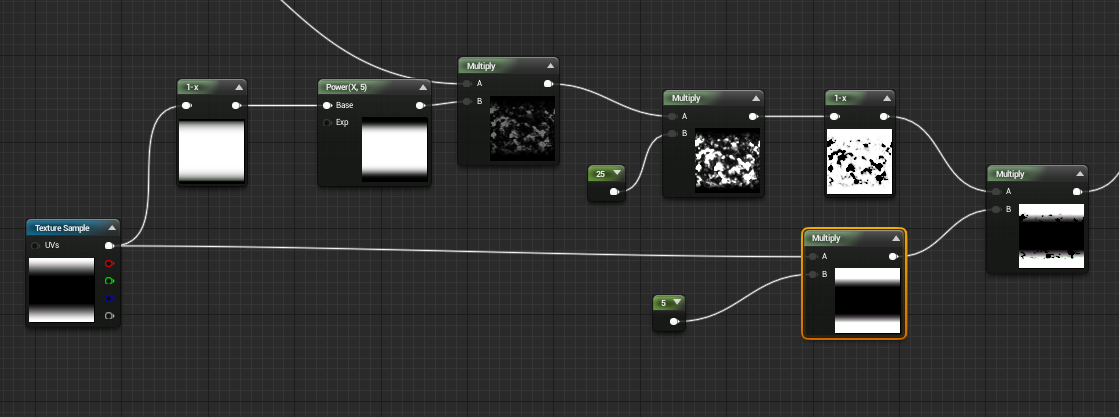 Multiply
A
B
1-x
Power(X, 5)
Base
Exp
Multiply
A
B
1-x
25
Multiply
A
B
Texture Sample
UVs
Multiply
A
B
5